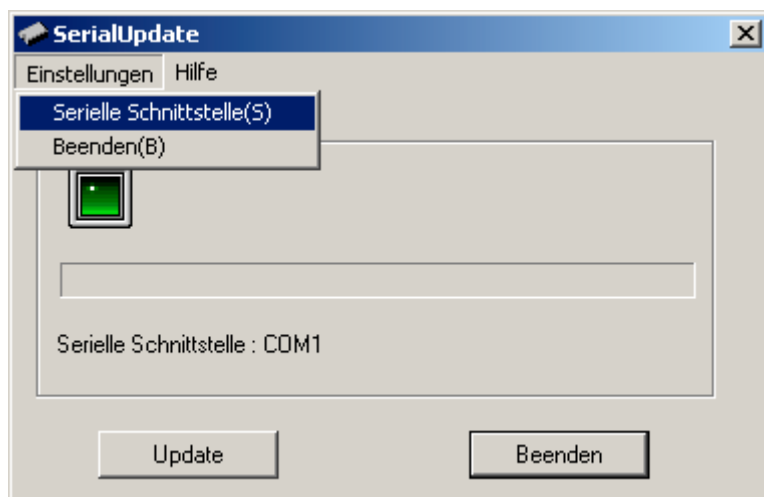 SerialUpdate
Einstellungen Hilfe
Serielle Schnittstelle(S)
Beenden(B)
Serielle Schnittstelle : COM1
Update Beenden